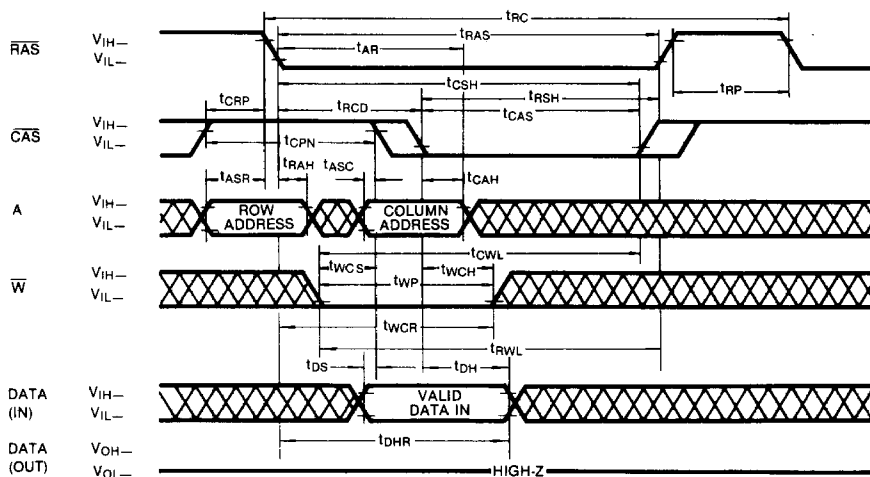 tRC
tRAS
tAR
RAS VIH— VIL—
tCSH
tCRP tRCD tRSH tRP
tCAS
CAS VIH— VIL—
tCPN
tASR tRAH tASC tCAH
A VIH— VIL— ROW ADDRESS COLUMN ADDRESS
tCWL
tWCS tWCH
W VIH— VIL— tWP
tWCR
tRWL
tDS tDH
DATA (IN) VIH— VIL— VALID DATA IN
tDHR
DATA (OUT) VOH— VOL— HIGH-Z